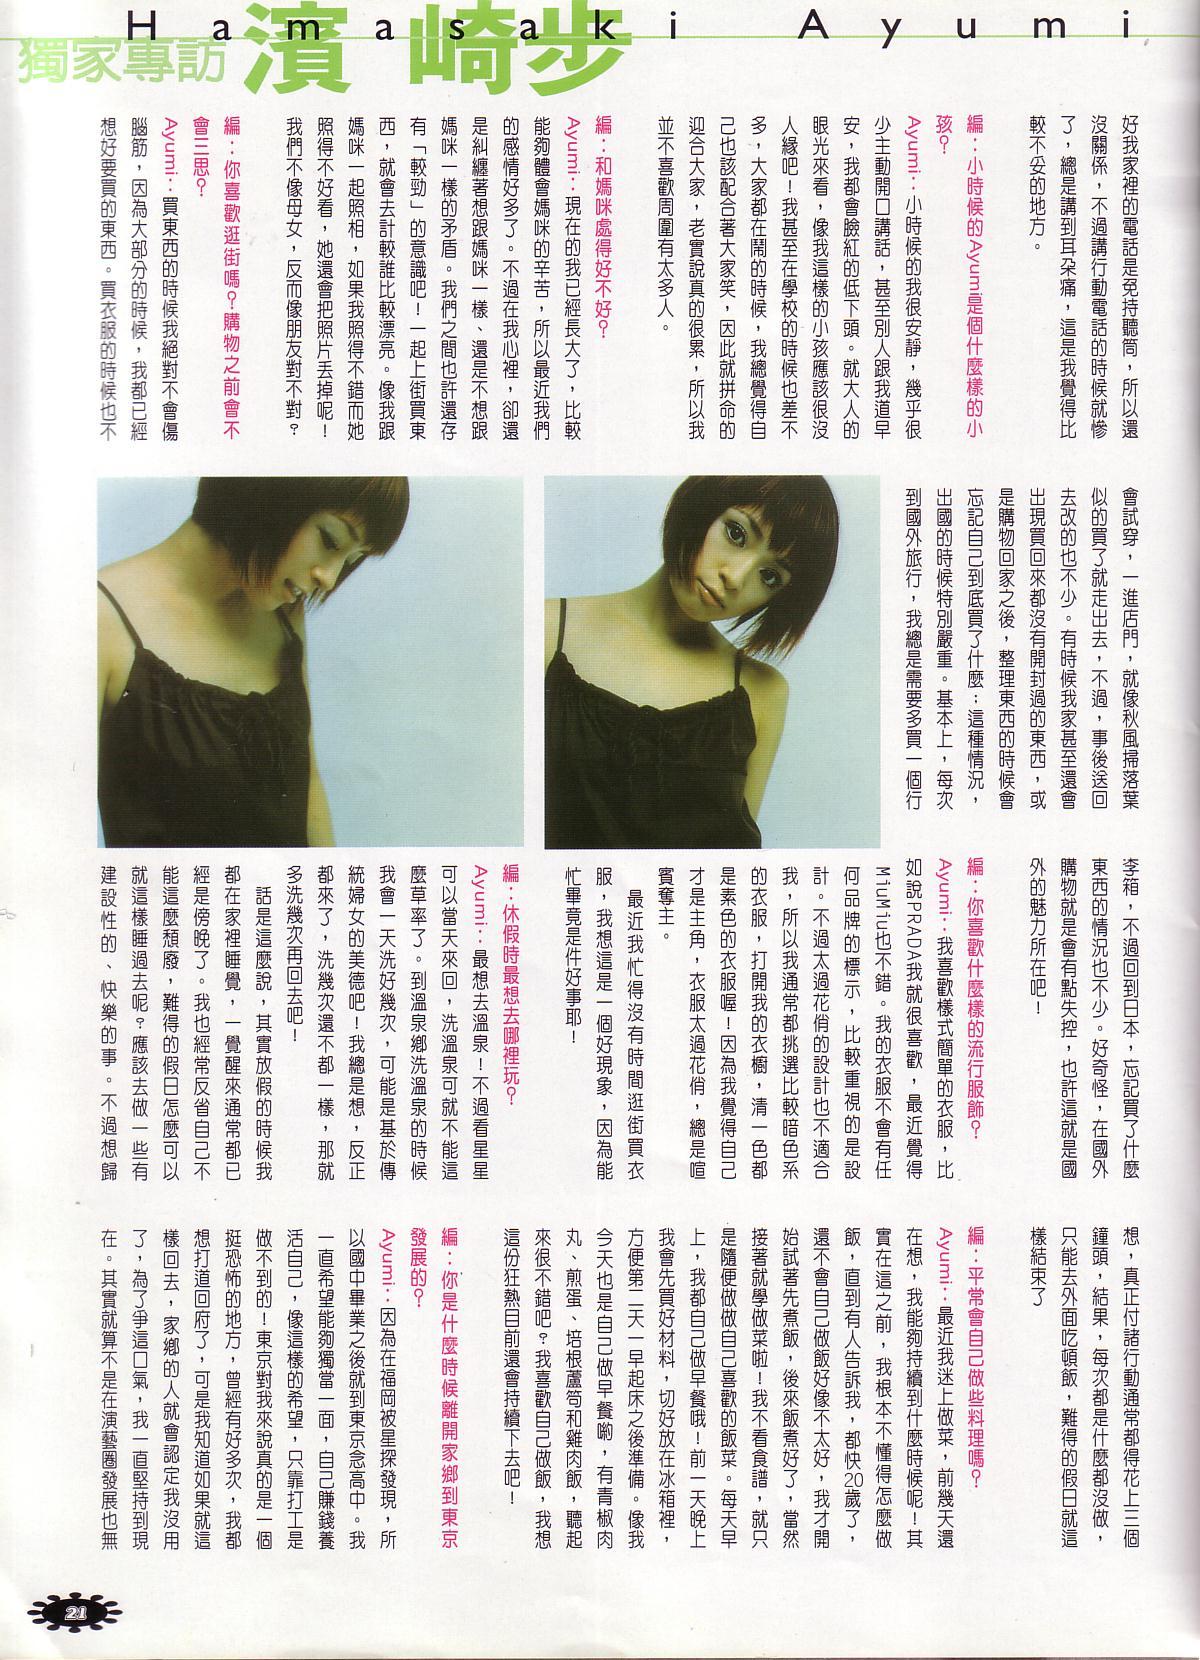 Hamasaki Ayumi
獨家專訪 濱崎步
好我家裡的電話是免持聽筒，所以還
沒關係，不過講行動電話的時候就慘
了，總是講到耳朵痛，這是我覺得比
較不妥的地方。
編：小時候的Ayumi是個什麼樣的小
孩？
Ayumi：小時候的我很安靜，幾乎很
少主動開口講話，甚至別人跟我道早
安，我都會臉紅的低下頭。就大人的
眼光來看，像我這樣的小孩應該很沒
人緣吧！我甚至在學校的時候也差不
多，大家都在鬧的時候，我總覺得自
己也該配合著大家笑，因此就拼命的
迎合大家，老實說真的很累，所以我
並不喜歡周圍有太多人。
編：和媽咪處得好不好？
Ayumi：現在的我已經長大了，比較
能夠體會媽咪的辛苦，所以最近我們
的感情好多了。不過在我心裡，卻還
是糾纏著想跟媽咪一樣、還是不想跟
媽咪一樣的矛盾。我們之間也許還存
有「較勁」的意識吧！一起上街買東
西，就會去計較誰比較漂亮。像我跟
媽咪一起照相，如果我照得不錯而她
照得不好看，她還會把照片丟掉呢！
我們不像母女，反而像朋友對不對？
編：你喜歡逛街嗎？購物之前會不
會三思？
Ayumi：買東西的時候我絕對不會傷
腦筋，因為大部分的時候，我都已經
想好要買的東西。買衣服的時候也不
會試穿，一進店門，就像秋風掃落葉
似的買了就走出去，不過，事後送回
去改的也不少。有時候我家甚至還會
出現買回來都沒有開封過的東西，或
是購物回家之後，整理東西的時候會
忘記自己到底買了什麼；這種情況，
出國的時候特別嚴重。基本上，每次
到國外旅行，我總是需要多買一個行
李箱，不過回到日本，忘記買了什麼
東西的情況也不少。好奇怪，在國外
購物就是會有點失控，也許這就是國
外的魅力所在吧！
編：你喜歡什麼樣的流行服飾？
Ayumi：我喜歡樣式簡單的衣服，比
如說PRADA我就很喜歡，最近覺得
MiuMiu也不錯。我的衣服不會有任
何品牌的標示，比較重視的是設
計。不過太過花俏的設計也不適合
我，所以我通常都挑選比較暗色系
的衣服，打開我的衣櫥，清一色都
是素色的衣服喔！因為我覺得自己
才是主角，衣服太過花俏，總是喧
賓奪主。
最近我忙得沒有時間逛街買衣
服，我想這是一個好現象，因為能
忙畢竟是件好事耶！
編：休假時最想去哪裡玩？
Ayumi：最想去溫泉！不過看星星
可以當天來回，洗溫泉可就不能這
麼草率了。到溫泉鄉洗溫泉的時候
我會一天洗好幾次，可能是基於傳
統婦女的美德吧！我總是想，反正
都來了，洗幾次還不都一樣，那就
多洗幾次再回去吧！
話是這麼說，其實放假的時候我
都在家裡睡覺，一覺醒來通常都已
經是傍晚了。我也經常反省自己不
能這麼頹廢，難得的假日怎麼可以
就這樣睡過去呢？應該去做一些有
建設性的、快樂的事。不過想歸
想，真正付諸行動通常都得花上三個
鐘頭，結果，每次都是什麼都沒做，
只能去外面吃頓飯，難得的假日就這
樣結束了
編：平常會自己做些料理嗎？
Ayumi：最近我迷上做菜，前幾天還
在想，我能夠持續到什麼時候呢！其
實在這之前，我根本不懂得怎麼做
飯，直到有人告訴我，都快20歲了，
還不會自己做飯好像不太好，我才開
始試著先煮飯，後來飯煮好了，當然
接著就學做菜啦！我不看食譜，就只
是隨便做做自己喜歡的飯菜。每天早
上，我都自己做早餐哦！前一天晚上
我會先買好材料，切好放在冰箱裡，
方便第二天一早起床之後準備。像我
今天也是自己做早餐喲，有青椒肉
丸、煎蛋、培根蘆筍和雞肉飯，聽起
來很不錯吧？我喜歡自己做飯，我想
這份狂熱目前還會持續下去吧！
編：你是什麼時候離開家鄉到東京
發展的？
Ayumi：因為在福岡被星探發現，所
以國中畢業之後就到東京念高中。我
一直希望能夠獨當一面，自己賺錢養
活自己，像這樣的希望，只靠打工是
做不到的！東京對我來說真的是一個
挺恐怖的地方，曾經有好多次，我都
想打道回府了，可是我知道如果就這
樣回去，家鄉的人就會認定我沒用
了，為了爭這口氣，我一直堅持到現
在。其實就算不是在演藝圈發展也無
21